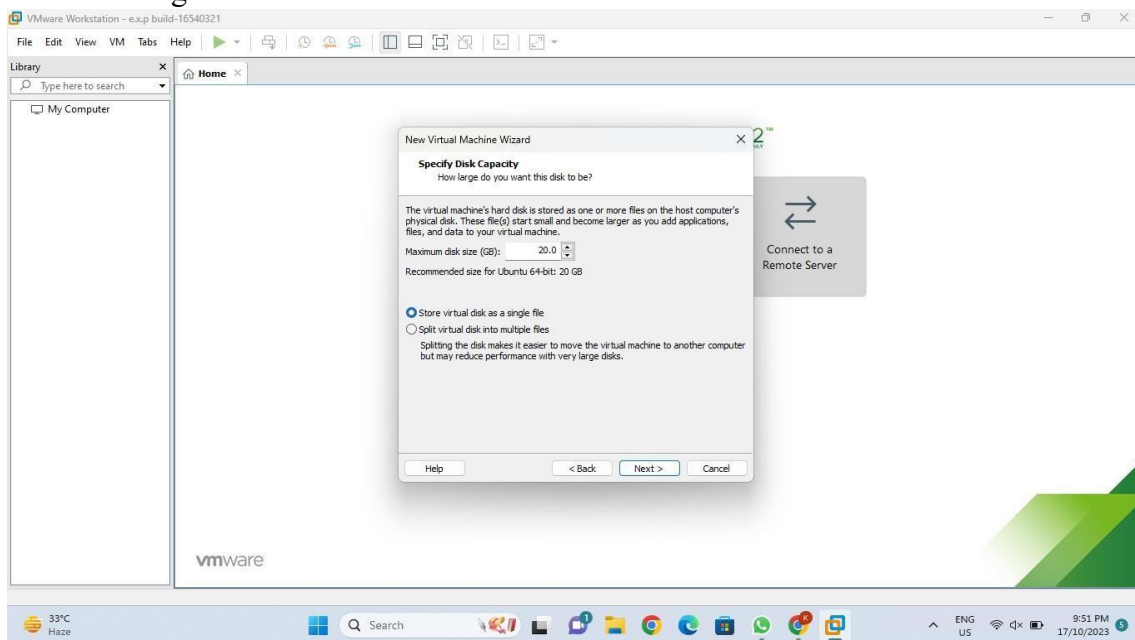 VMware Workstation - e.x.p build-16540321
File Edit View VM Tabs Help
Library
Type here to search
My Computer
Home
New Virtual Machine Wizard
Specify Disk Capacity
How large do you want this disk to be?
The virtual machine's hard disk is stored as one or more files on the host computer's
physical disk. These file(s) start small and become larger as you add applications,
files, and data to your virtual machine.
Maximum disk size (GB): 20.0
Recommended size for Ubuntu 64-bit: 20 GB
Store virtual disk as a single file
Split virtual disk into multiple files
Splitting the disk makes it easier to move the virtual machine to another computer
but may reduce performance with very large disks.
Help < Back Next > Cancel
2™
Connect to a
Remote Server
vmware
33°C
Haze
Search
ENG
US
9:51 PM
17/10/2023
5